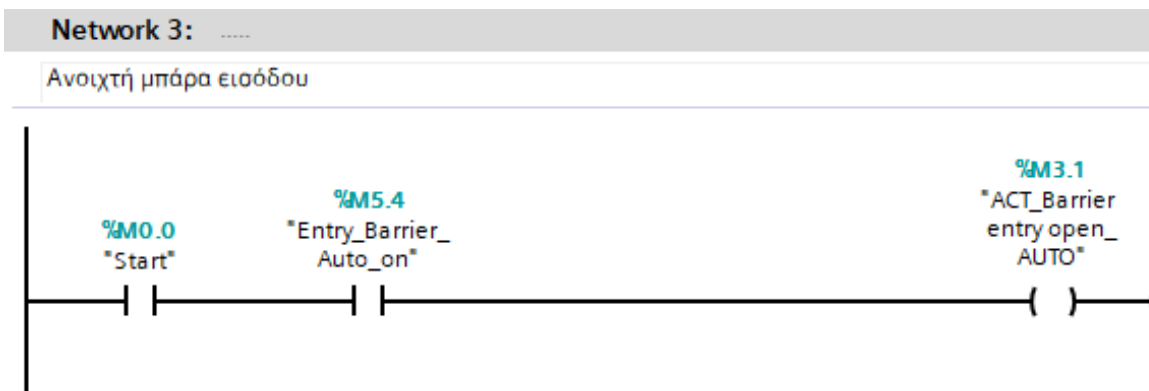 Network 3: .....
Ανοιχτή μπάρα εισόδου
%M0.0
"Start"
%M5.4
"Entry_Barrier_
Auto_on"
%M3.1
"ACT_Barrier
entry open_
AUTO"